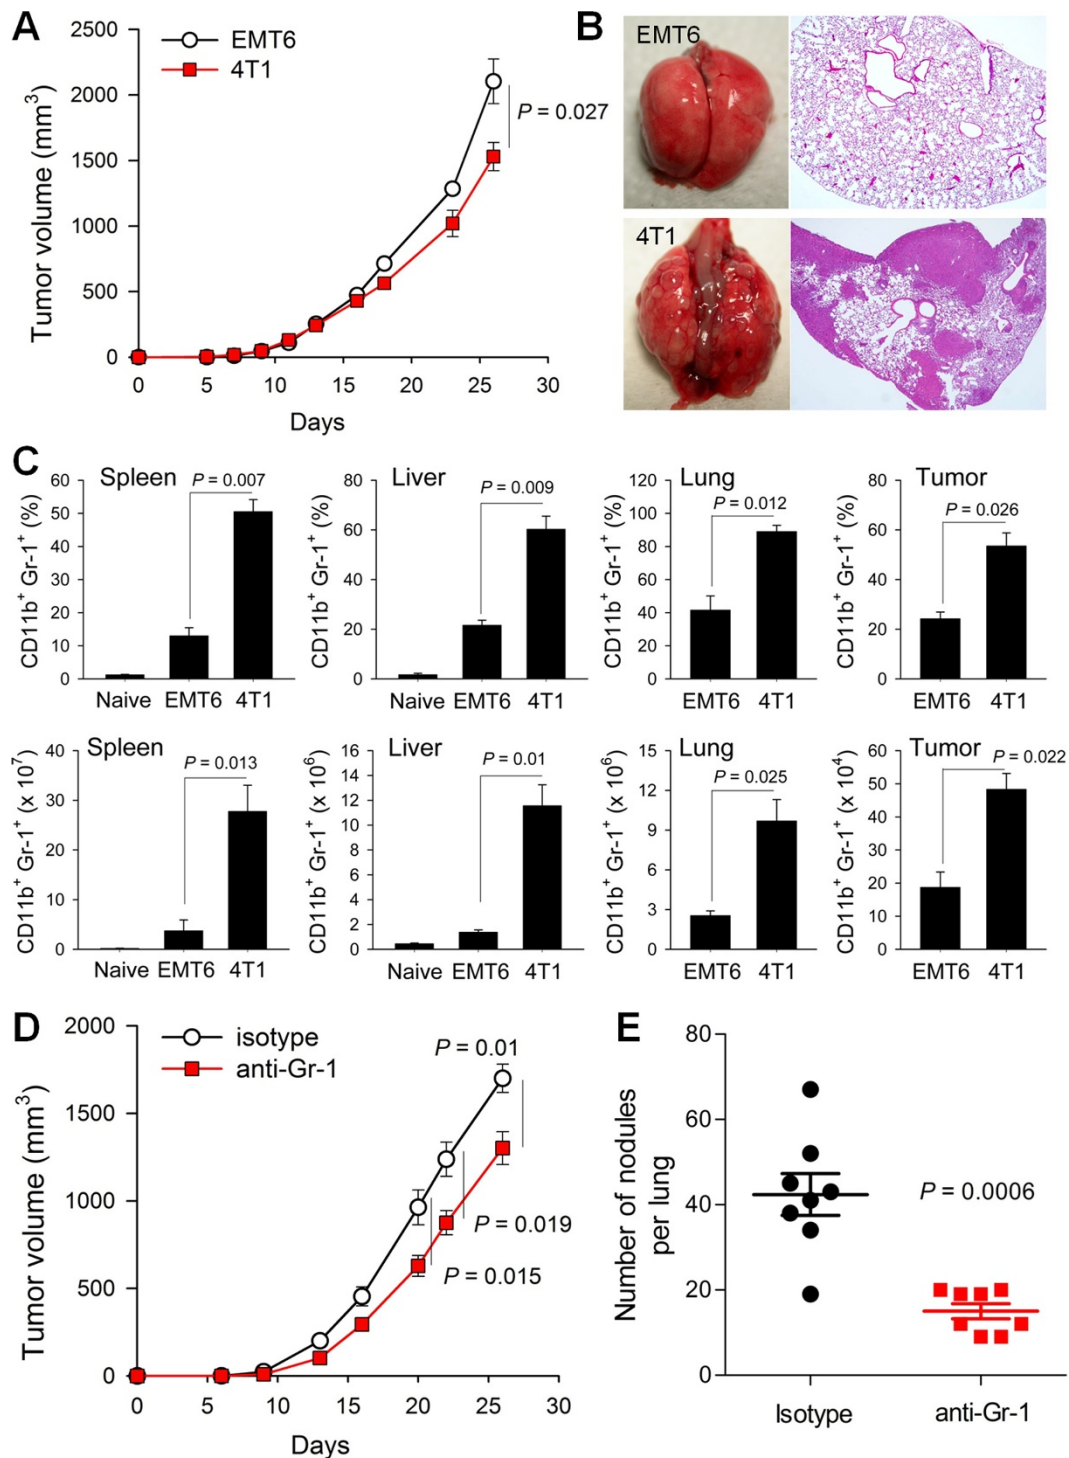 A
EMT6
4T1
Tumor volume (mm³)
2500
2000
1500
1000
500
0
P = 0.027
0 5 10 15 20 25 30
Days
B
EMT6
4T1
C
Spleen
CD11b⁺ Gr-1⁺ (%)
60
50
40
30
20
10
0
P = 0.007
Naive EMT6 4T1
Liver
CD11b⁺ Gr-1⁺ (%)
80
60
40
20
0
P = 0.009
Naive EMT6 4T1
Lung
CD11b⁺ Gr-1⁺ (%)
120
100
80
60
40
20
0
P = 0.012
EMT6 4T1
Tumor
CD11b⁺ Gr-1⁺ (%)
80
60
40
20
0
P = 0.026
EMT6 4T1
Spleen
CD11b⁺ Gr-1⁺ (x 10⁷)
40
30
20
10
0
P = 0.013
Naive EMT6 4T1
Liver
CD11b⁺ Gr-1⁺ (x 10⁶)
16
14
12
10
8
6
4
2
0
P = 0.01
Naive EMT6 4T1
Lung
CD11b⁺ Gr-1⁺ (x 10⁶)
15
12
9
6
3
0
P = 0.025
EMT6 4T1
Tumor
CD11b⁺ Gr-1⁺ (x 10⁴)
60
50
40
30
20
10
0
P = 0.022
EMT6 4T1
D
isotype
anti-Gr-1
Tumor volume (mm³)
2000
1500
1000
500
0
P = 0.01
P = 0.019
P = 0.015
0 5 10 15 20 25 30
Days
E
Number of nodules
per lung
80
60
40
20
0
P = 0.0006
Isotype anti-Gr-1